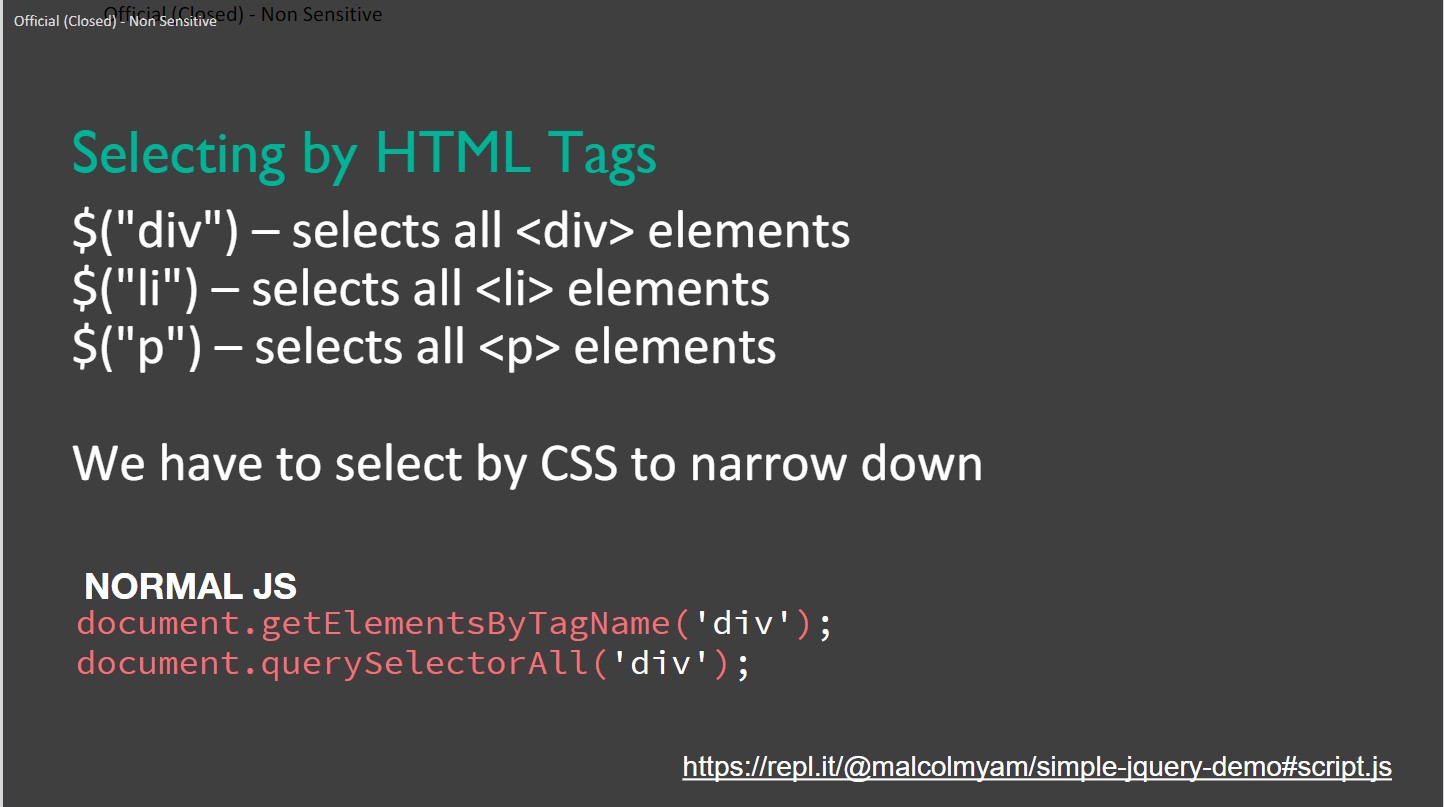 Official (Closed) - Non Sensitive
Official (Closed) - Non Sensitive
Selecting by HTML Tags
$("div") – selects all <div> elements
$("li") – selects all <li> elements
$("p") – selects all <p> elements
We have to select by CSS to narrow down
NORMAL JS
document.getElementsByTagName('div');
document.querySelectorAll('div');
https://repl.it/@malcolmyam/simple-jquery-demo#script.js